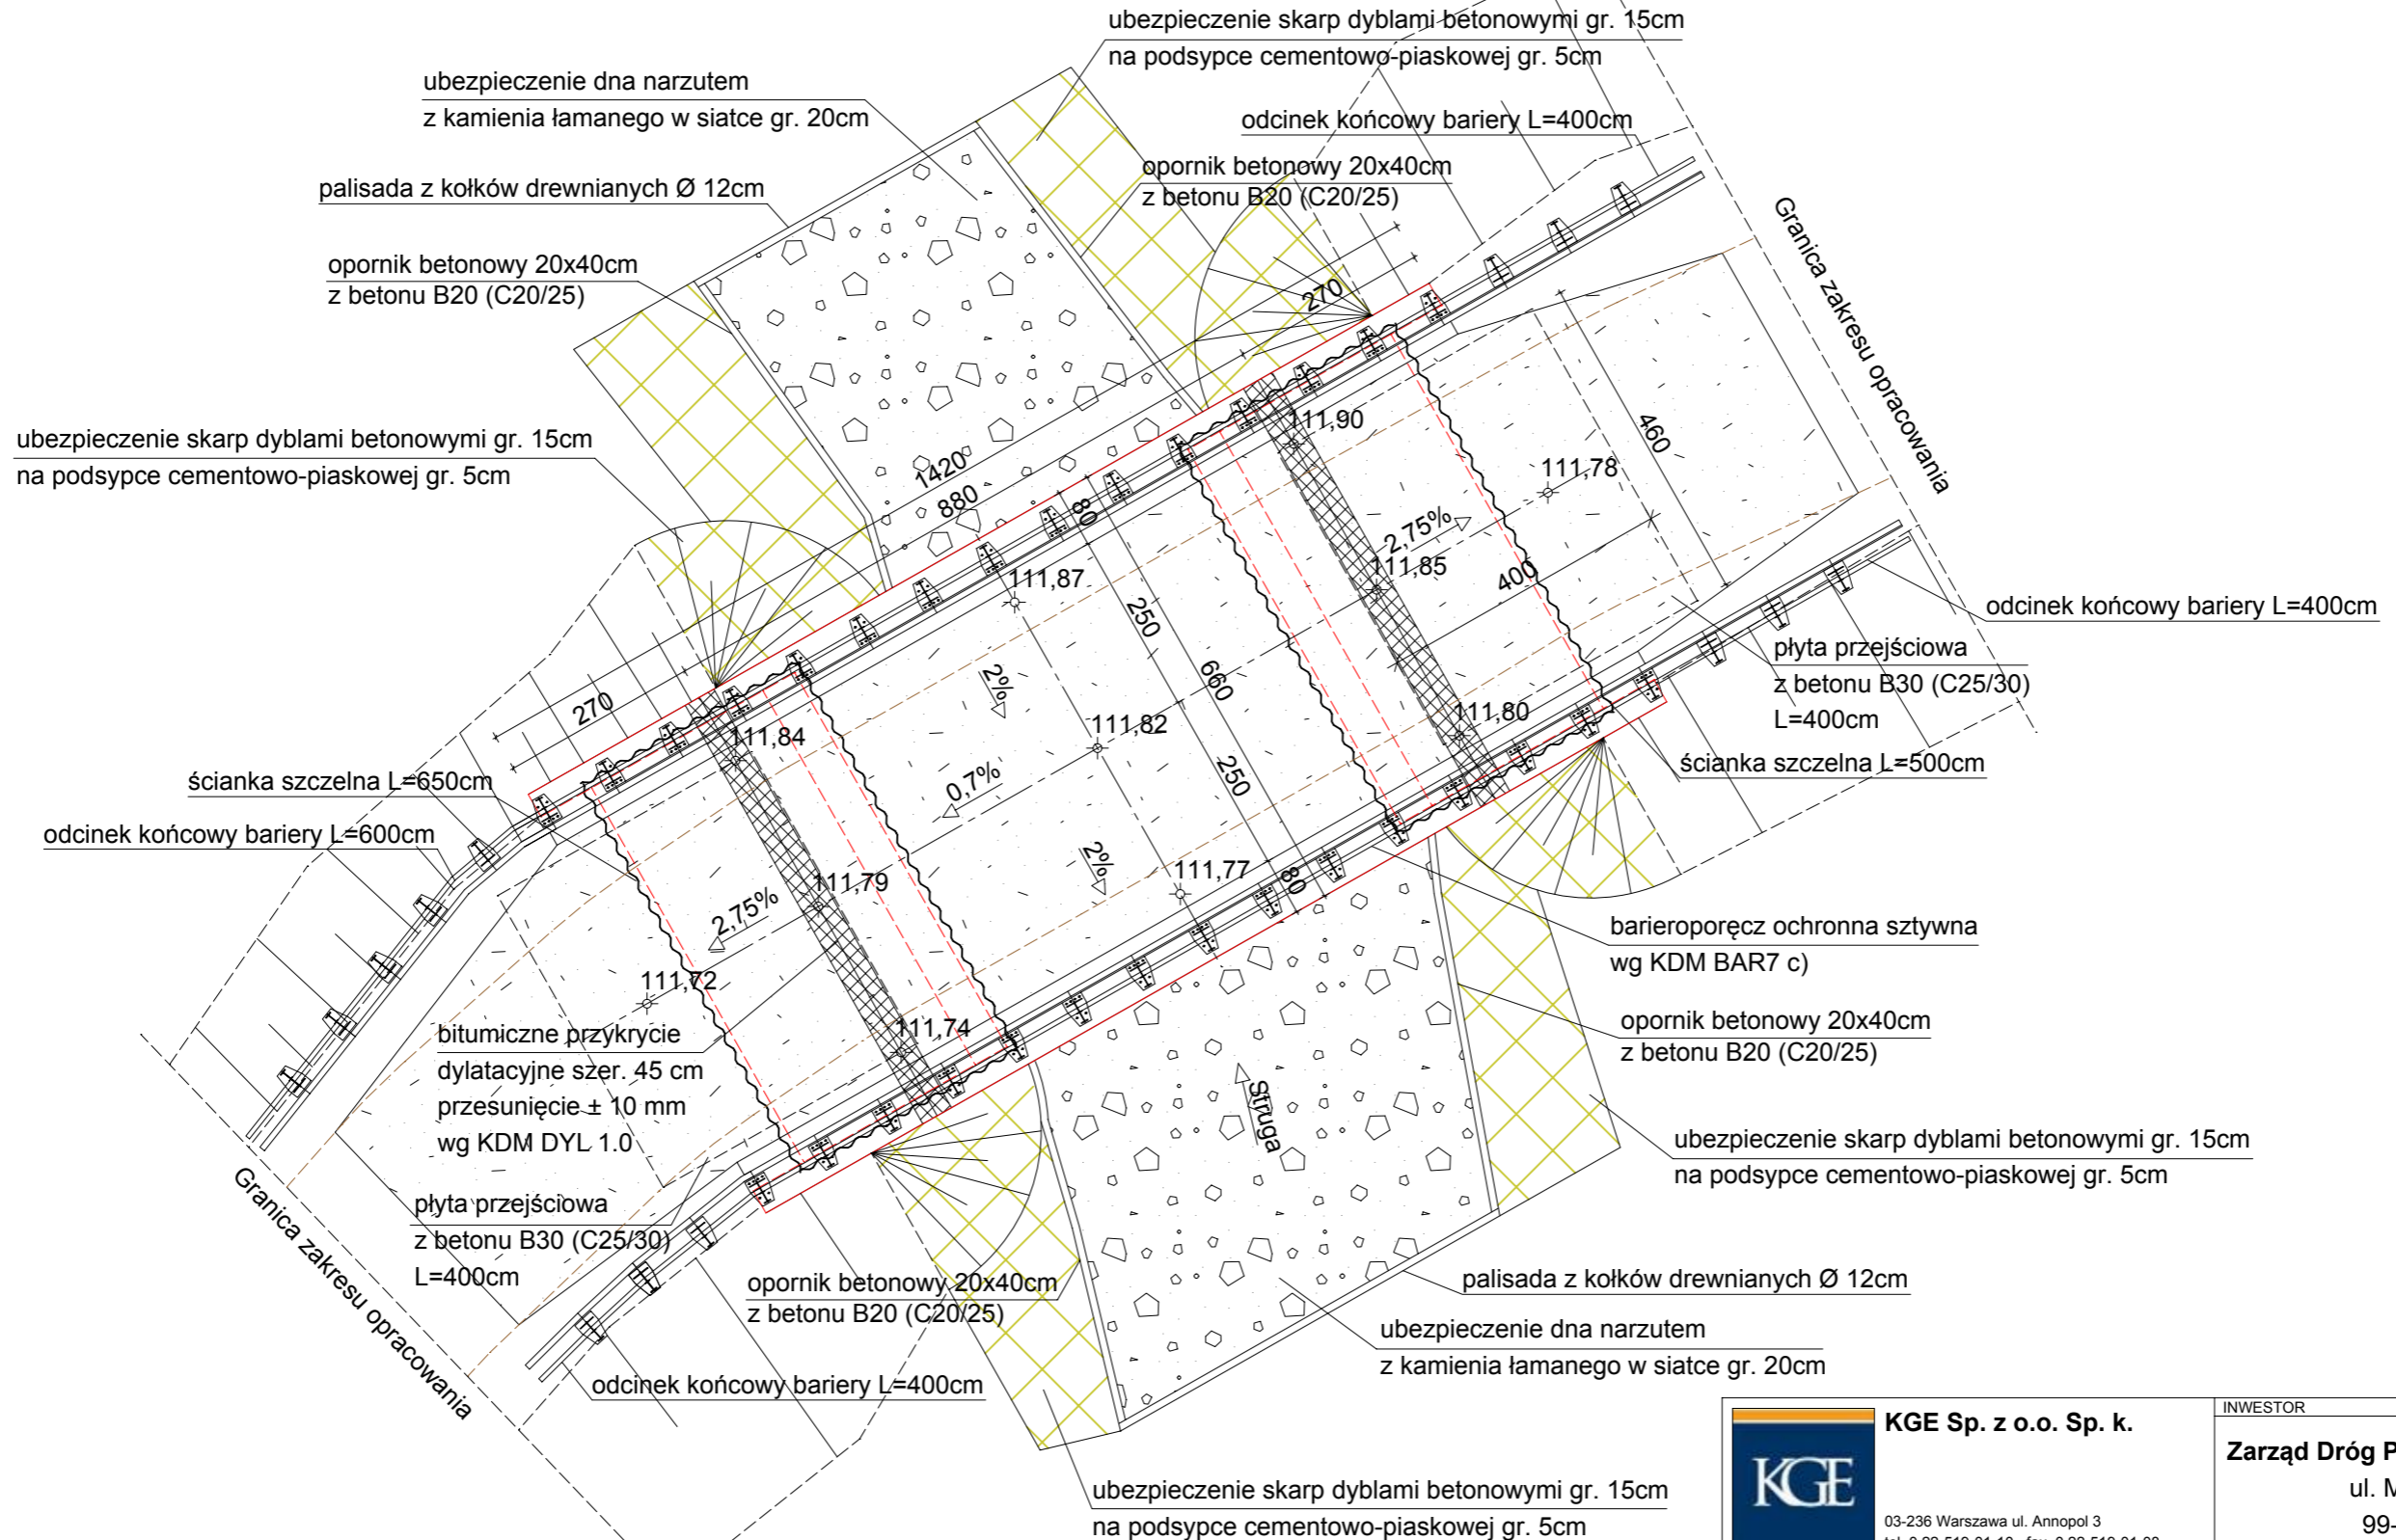 ubezpieczenie skarp dyblami betonowymi gr. 15cm
na podsypce cementowo-piaskowej gr. 5cm
ubezpieczenie dna narzutem
z kamienia łamanego w siatce gr. 20cm
odcinek końcowy bariery L=400cm
opornik betonowy 20x40cm
z betonu B20 (C20/25)
palisada z kołków drewnianych Ø 12cm
opornik betonowy 20x40cm
z betonu B20 (C20/25)
Granica zakresu opracowania
270
ubezpieczenie skarp dyblami betonowymi gr. 15cm
na podsypce cementowo-piaskowej gr. 5cm
111,90
460
1420
880
80
111,78
2,75%
111,85
400
111,87
250
odcinek końcowy bariery L=400cm
płyta przejściowa
z betonu B30 (C25/30)
L=400cm
2%
660
270
111,82
111,80
111,84
ścianka szczelna L=500cm
ścianka szczelna L=650cm
0,7%
250
odcinek końcowy bariery L=600cm
2%
111,77
80
111,79
2,75%
barieroporęcz ochronna sztywna
wg KDM BAR7 c)
111,72
111,74
opornik betonowy 20x40cm
z betonu B20 (C20/25)
bitumiczne przykrycie
dylatacyjne szer. 45 cm
przesunięcie ± 10 mm
wg KDM DYL 1.0
Struga
ubezpieczenie skarp dyblami betonowymi gr. 15cm
na podsypce cementowo-piaskowej gr. 5cm
Granica zakresu opracowania
płyta przejściowa
z betonu B30 (C25/30)
L=400cm
opornik betonowy 20x40cm
z betonu B20 (C20/25)
palisada z kołków drewnianych Ø 12cm
ubezpieczenie dna narzutem
z kamienia łamanego w siatce gr. 20cm
odcinek końcowy bariery L=400cm
ubezpieczenie skarp dyblami betonowymi gr. 15cm
na podsypce cementowo-piaskowej gr. 5cm
KGE
KGE Sp. z o.o. Sp. k.
03-236 Warszawa ul. Annopol 3
INWESTOR
Zarząd Dróg P
ul. M
99-